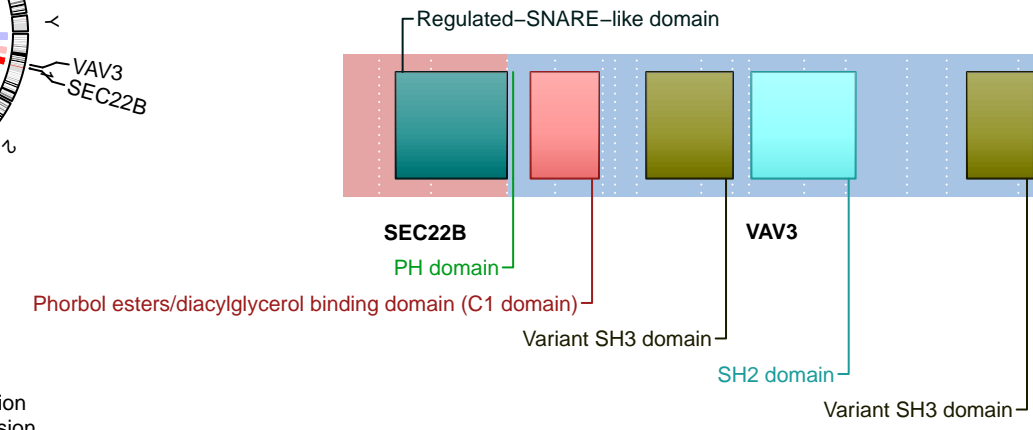 Regulated−SNARE−like domain
Y
VAV3
SEC22B
2
SEC22B
VAV3
PH domain
Phorbol esters/diacylglycerol binding domain (C1 domain)
Variant SH3 domain
SH2 domain
Variant SH3 domain